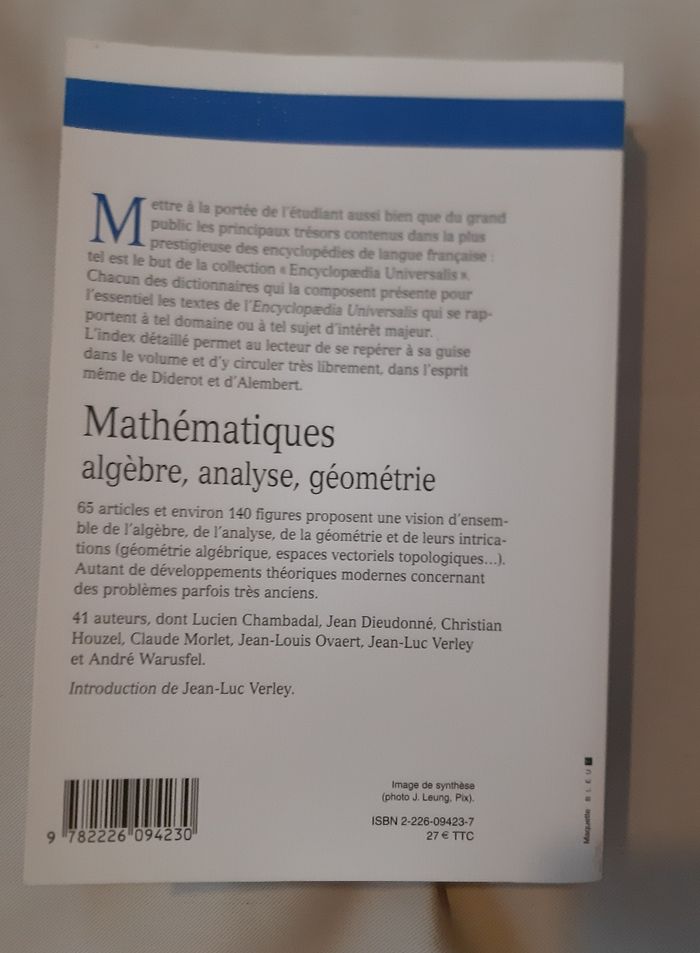 Mettre à la portée de l'étudiant aussi bien que du grand
public les principaux trésors contenus dans la plus
prestigieuse des encyclopédies de langue française :
tel est le but de la collection « Encyclopædia Universalis ».
Chacun des dictionnaires qui la composent présente pour
l'essentiel les textes de l'Encyclopædia Universalis qui se rap-
portent à tel domaine ou à tel sujet d'intérêt majeur.
L'index détaillé permet au lecteur de se repérer à sa guise
dans le volume et d'y circuler très librement, dans l'esprit
même de Diderot et d'Alembert.
Mathématiques
algèbre, analyse, géométrie
65 articles et environ 140 figures proposent une vision d'ensem-
ble de l'algèbre, de l'analyse, de la géométrie et de leurs intrica-
tions (géométrie algébrique, espaces vectoriels topologiques...).
Autant de développements théoriques modernes concernant
des problèmes parfois très anciens.
41 auteurs, dont Lucien Chambadal, Jean Dieudonné, Christian
Houzel, Claude Morlet, Jean-Louis Ovaert, Jean-Luc Verley
et André Warusfel.
Introduction de Jean-Luc Verley.
Image de synthèse
(photo J. Leung, Pix).
ISBN 2-226-09423-7
27 € TTC
9 782226 094230
Maquette BLEU